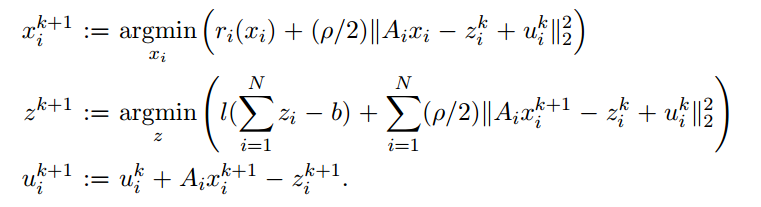 x_i^{k+1} := argmin_{x_i} ( r_i(x_i) + (ρ/2)‖A_i x_i − z_i^k + u_i^k‖_2^2 )
z^{k+1} := argmin_z ( l(∑_{i=1}^N z_i − b) + ∑_{i=1}^N (ρ/2)‖A_i x_i^{k+1} − z_i^k + u_i^k‖_2^2 )
u_i^{k+1} := u_i^k + A_i x_i^{k+1} − z_i^{k+1}.